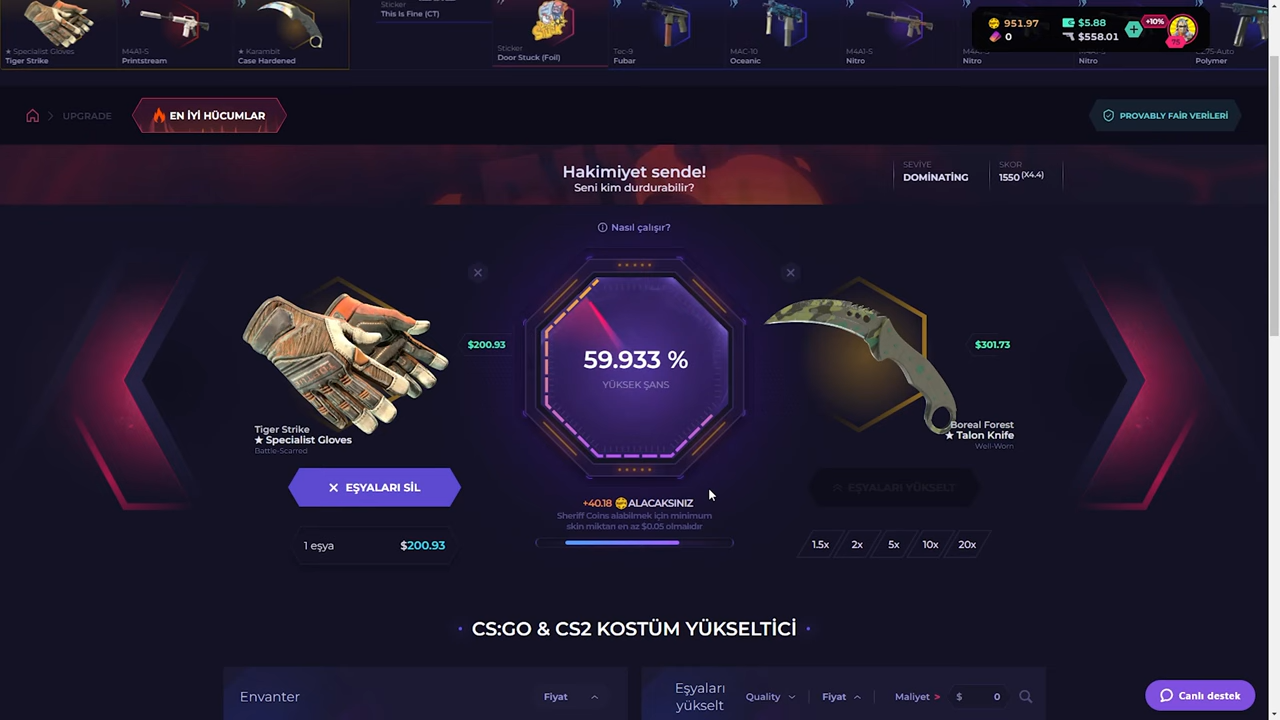 ★ Specialist Gloves
Tiger Strike
M4A1-S
Printstream
★ Karambit
Case Hardened
Sticker
This Is Fine (CT)
Sticker
Door Stuck (Foil)
Tec-9
Fubar
MAC-10
Oceanic
M4A1-S
Nitro
Nitro
Nitro
CZ75-Auto
Polymer
951.97
0
$5.88
$558.01
+10%
UPGRADE
EN İYİ HÜCUMLAR
PROVABLY FAIR VERİLERİ
Hakimiyet sende!
Seni kim durdurabilir?
SEVİYE
DOMİNATİNG
SKOR
1550 (X4.4)
Nasıl çalışır?
$200.93
59.933 %
YÜKSEK ŞANS
$301.73
Tiger Strike
★ Specialist Gloves
Battle-Scarred
Boreal Forest
★ Talon Knife
Well-Worn
EŞYALARI SİL
EŞYALARI YÜKSELT
+40.18 ALACAKSINIZ
Sheriff Coins alabilmek için minimum
skin miktarı en az $0.05 olmalıdır
1 eşya
$200.93
1.5x
2x
5x
10x
20x
CS:GO & CS2 KOSTÜM YÜKSELTİCİ
Envanter
Fiyat
Eşyaları
yükselt
Quality
Fiyat
Maliyet >
$ 0
Canlı destek